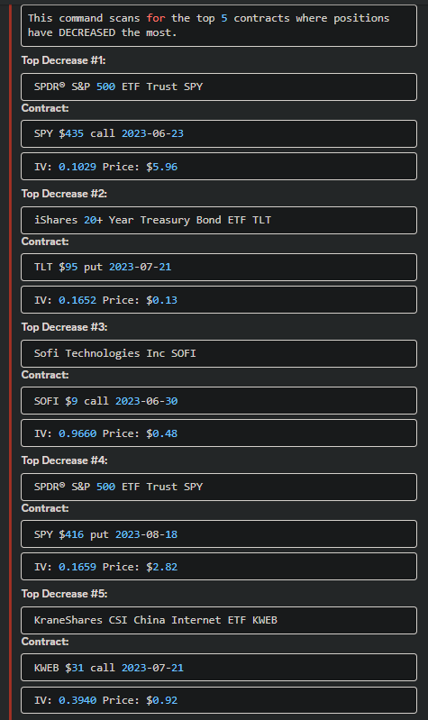 This command scans for the top 5 contracts where positions
have DECREASED the most.
Top Decrease #1:
SPDR® S&P 500 ETF Trust SPY
Contract:
SPY $435 call 2023-06-23
IV: 0.1029 Price: $5.96
Top Decrease #2:
iShares 20+ Year Treasury Bond ETF TLT
Contract:
TLT $95 put 2023-07-21
IV: 0.1652 Price: $0.13
Top Decrease #3:
Sofi Technologies Inc SOFI
Contract:
SOFI $9 call 2023-06-30
IV: 0.9660 Price: $0.48
Top Decrease #4:
SPDR® S&P 500 ETF Trust SPY
Contract:
SPY $416 put 2023-08-18
IV: 0.1659 Price: $2.82
Top Decrease #5:
KraneShares CSI China Internet ETF KWEB
Contract:
KWEB $31 call 2023-07-21
IV: 0.3940 Price: $0.92